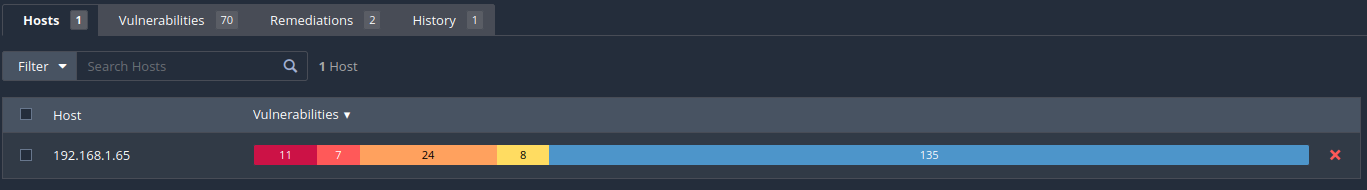 Hosts 1 Vulnerabilities 70 Remediations 2 History 1
Filter Search Hosts 1 Host
Host Vulnerabilities
192.168.1.65 11 7 24 8 135